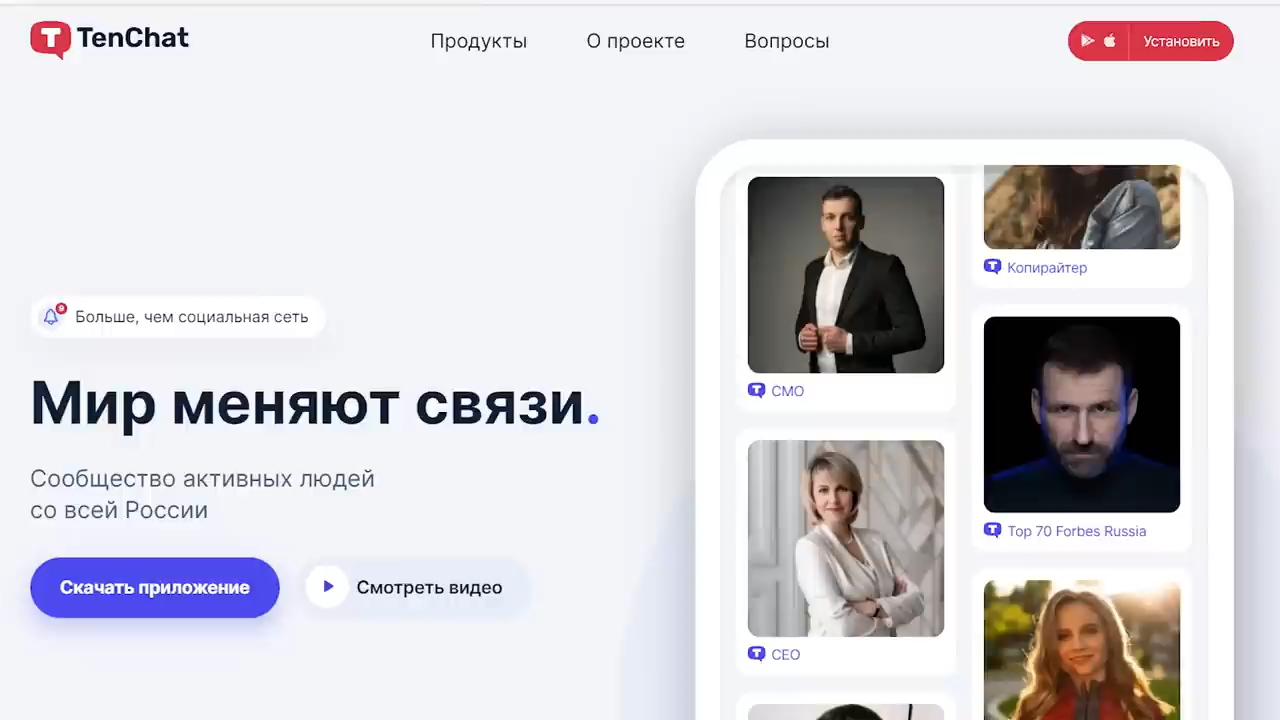 TenChat
Продукты
О проекте
Вопросы
Установить
9
Больше, чем социальная сеть
Мир меняют связи.
Сообщество активных людей
со всей России
Скачать приложение
Смотреть видео
CMO
CEO
Копирайтер
Top 70 Forbes Russia